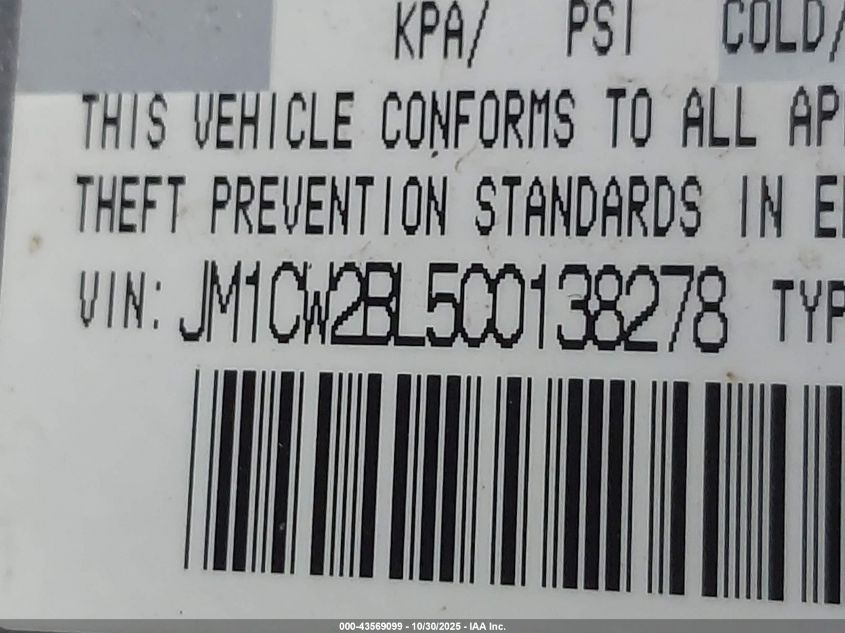 KPA/ PSI COLD/
THIS VEHICLE CONFORMS TO ALL AP
THEFT PREVENTION STANDARDS IN E
VIN: JM1CW2BL5C0138278 TYP
000-43569099 - 10/30/2025 - IAA Inc.